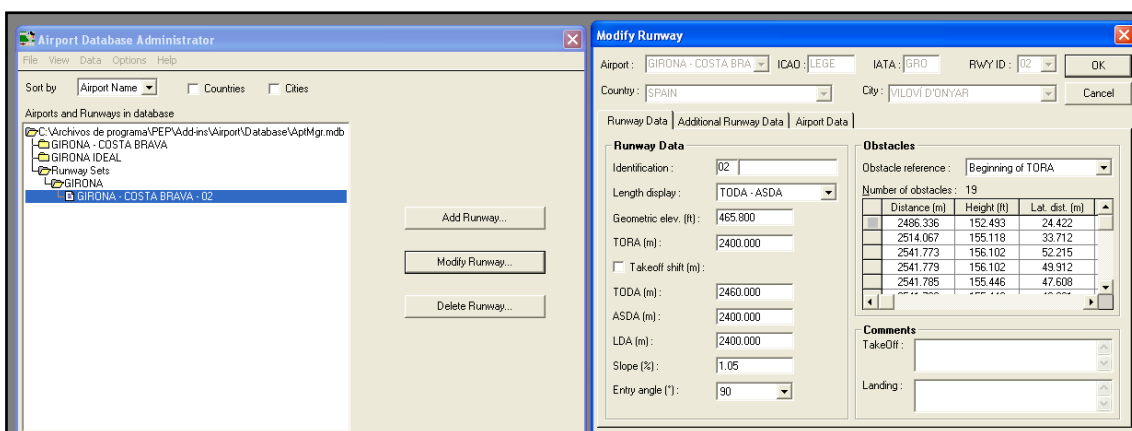 Airport Database Administrator
File View Data Options Help
Sort by Airport Name Countries Cities
Airports and Runways in database
C:\Archivos de programa\PEP\Add-ins\Airport\Database\AptMgr.mdb
GIRONA - COSTA BRAVA
GIRONA IDEAL
Runway Sets
GIRONA
GIRONA - COSTA BRAVA - 02
Add Runway...
Modify Runway...
Delete Runway...
Modify Runway
Airport : GIRONA - COSTA BRA ICAO : LEGE IATA : GRO RWY ID : 02 OK
Country : SPAIN City : VILOVÍ D'ONYAR Cancel
Runway Data Additional Runway Data Airport Data
Runway Data
Identification : 02
Length display : TODA - ASDA
Geometric elev. (ft) : 465.800
TORA (m) : 2400.000
Takeoff shift (m) :
TODA (m) : 2460.000
ASDA (m) : 2400.000
LDA (m) : 2400.000
Slope (%) : 1.05
Entry angle (°) : 90
Obstacles
Obstacle reference : Beginning of TORA
Number of obstacles : 19
Distance (m) Height (ft) Lat. dist. (m)
2486.336 152.493 24.422
2514.067 155.118 33.712
2541.773 156.102 52.215
2541.779 156.102 49.912
2541.785 155.446 47.608
Comments
TakeOff :
Landing :